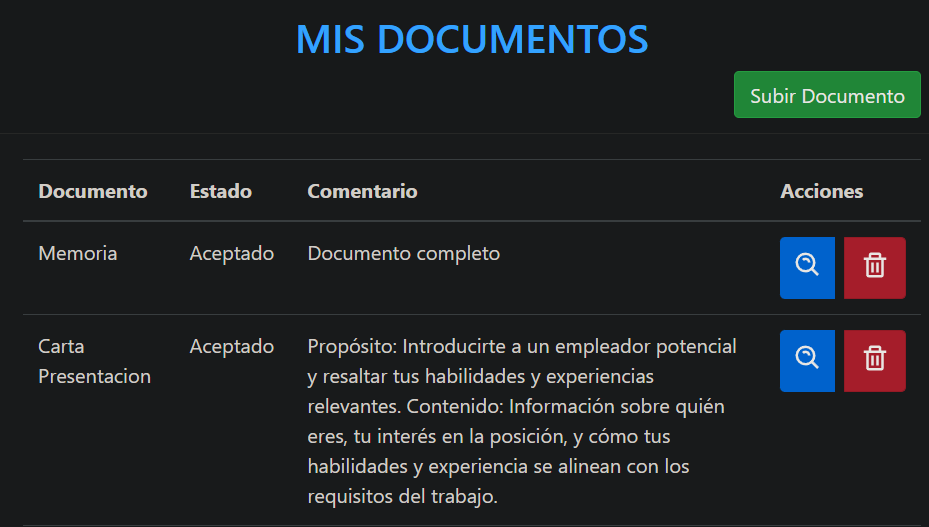 MIS DOCUMENTOS
Subir Documento
Documento Estado Comentario Acciones
Memoria Aceptado Documento completo
Carta Aceptado Propósito: Introducirte a un empleador potencial
Presentacion y resaltar tus habilidades y experiencias
relevantes. Contenido: Información sobre quién
eres, tu interés en la posición, y cómo tus
habilidades y experiencia se alinean con los
requisitos del trabajo.